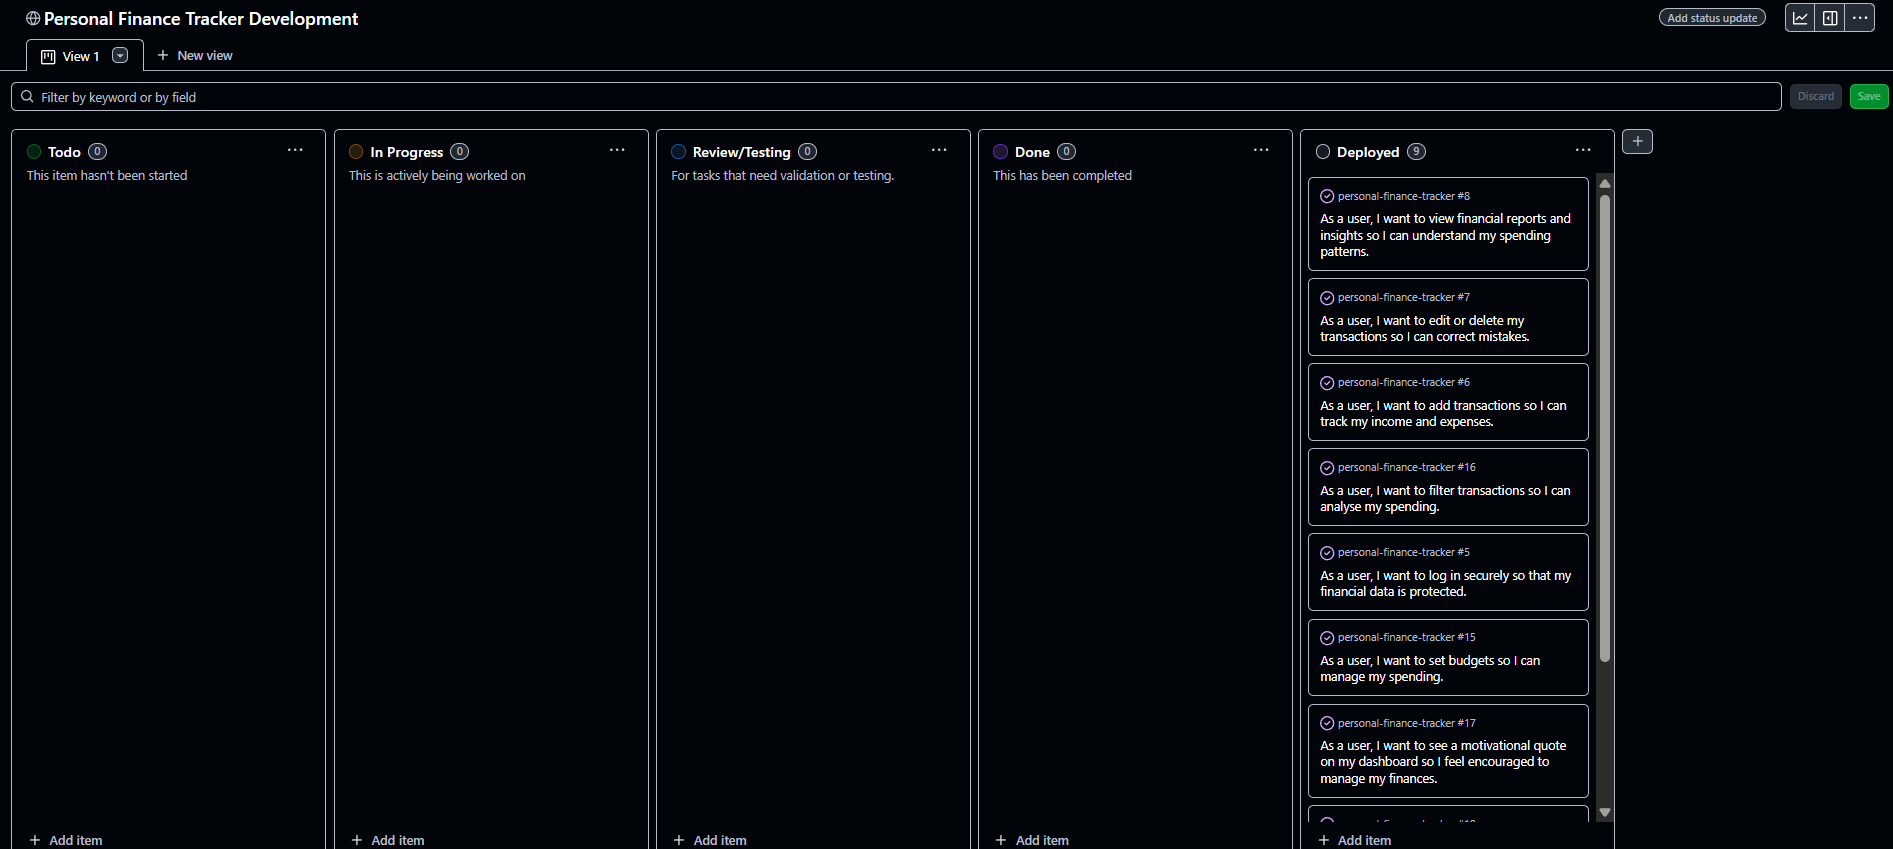 Personal Finance Tracker Development
Add status update
View 1
New view
Filter by keyword or by field
Discard
Save
Todo 0
This item hasn't been started
Add item
In Progress 0
This is actively being worked on
Add item
Review/Testing 0
For tasks that need validation or testing.
Add item
Done 0
This has been completed
Add item
Deployed 9
personal-finance-tracker #8
As a user, I want to view financial reports and
insights so I can understand my spending
patterns.
personal-finance-tracker #7
As a user, I want to edit or delete my
transactions so I can correct mistakes.
personal-finance-tracker #6
As a user, I want to add transactions so I can
track my income and expenses.
personal-finance-tracker #16
As a user, I want to filter transactions so I can
analyse my spending.
personal-finance-tracker #5
As a user, I want to log in securely so that my
financial data is protected.
personal-finance-tracker #15
As a user, I want to set budgets so I can
manage my spending.
personal-finance-tracker #17
As a user, I want to see a motivational quote
on my dashboard so I feel encouraged to
manage my finances.
Add item